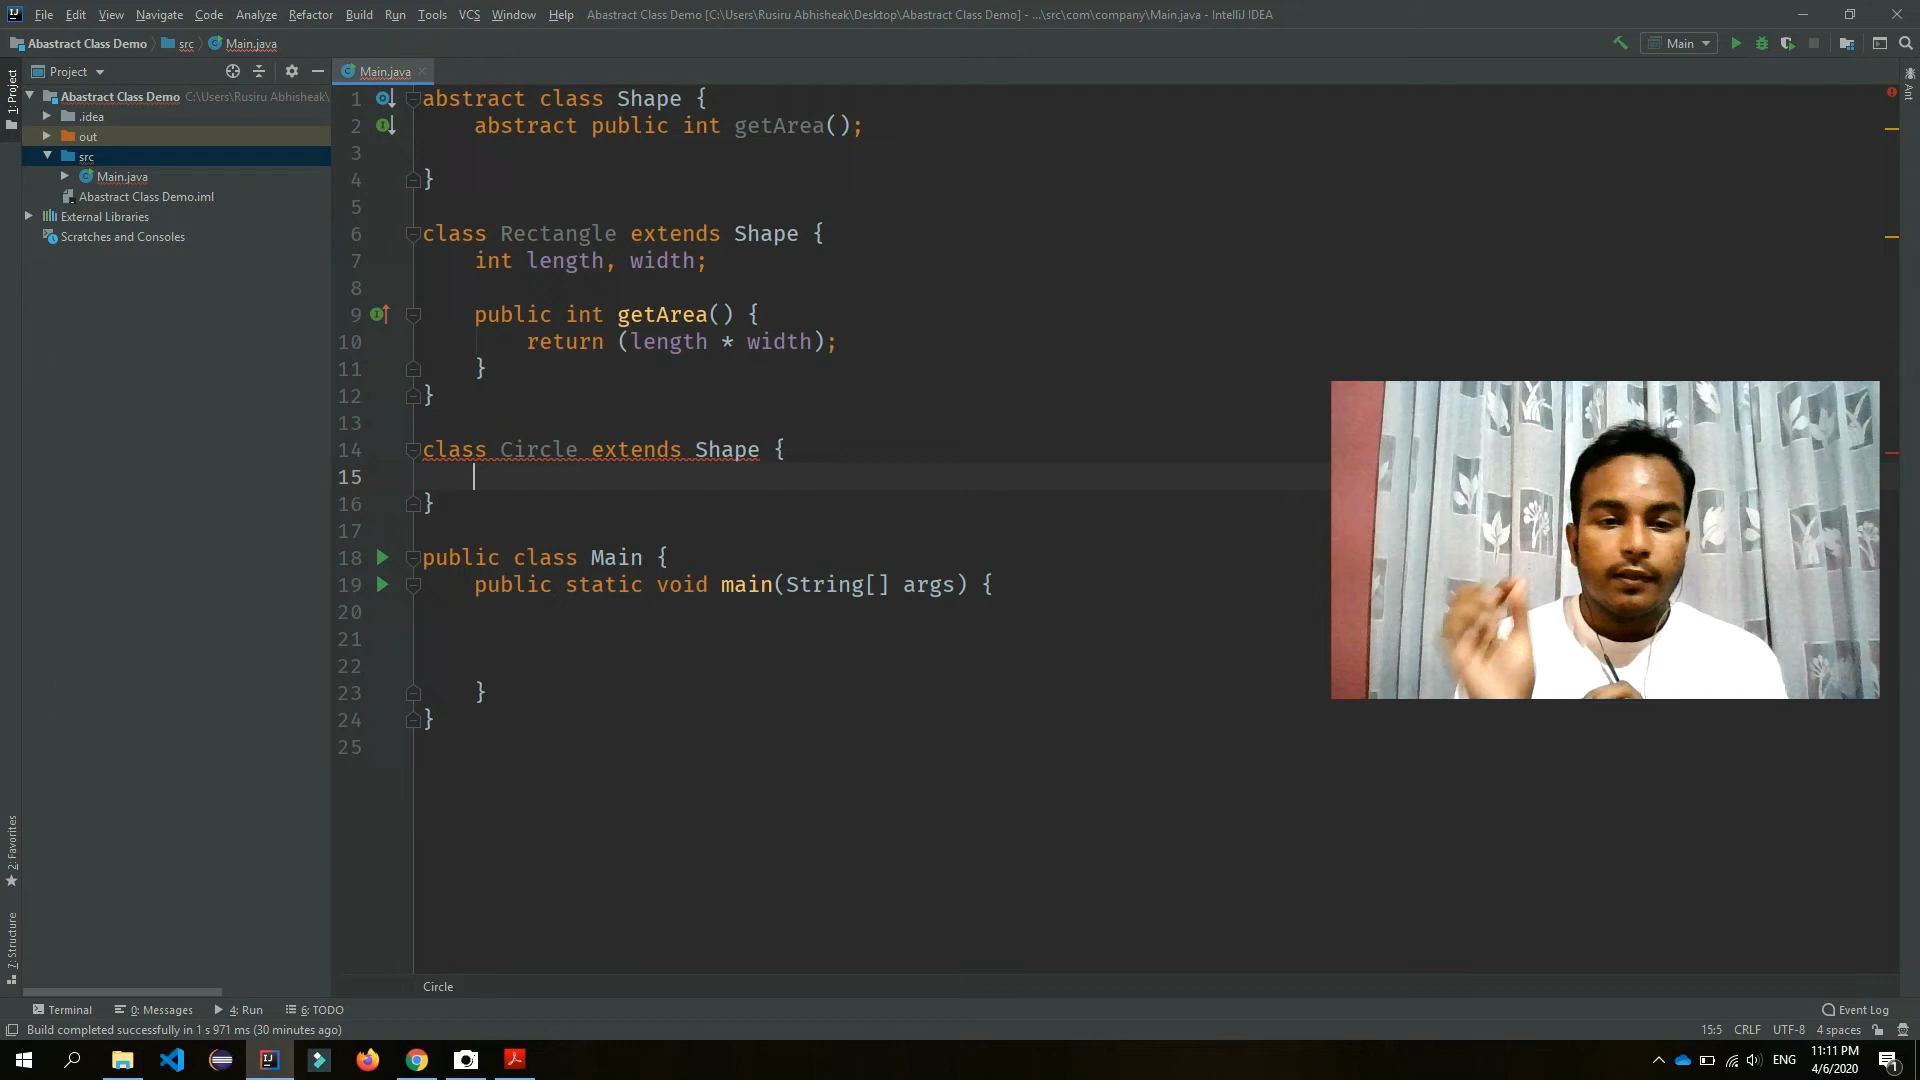 File Edit View Navigate Code Analyze Refactor Build Run Tools VCS Window Help Abastract Class Demo [C:\Users\Rusiru Abhisheak\Desktop\Abastract Class Demo] - ...\src\com\company\Main.java - IntelliJ IDEA
Abastract Class Demo src Main.java Main
Project Main.java
1: Project
Ant
Abastract Class Demo C:\Users\Rusiru Abhisheak\
.idea
out
src
Main.java
Abastract Class Demo.iml
External Libraries
Scratches and Consoles
1 abstract class Shape {
2 abstract public int getArea();
3
4 }
5
6 class Rectangle extends Shape {
7 int length, width;
8
9 public int getArea() {
10 return (length * width);
11 }
12 }
13
14 class Circle extends Shape {
15
16 }
17
18 public class Main {
19 public static void main(String[] args) {
20
21
22
23 }
24 }
25
2: Favorites
7: Structure
Circle
Terminal 0: Messages 4: Run 6: TODO Event Log
Build completed successfully in 1 s 971 ms (30 minutes ago) 15:5 CRLF UTF-8 4 spaces
ENG 11:11 PM
4/6/2020 1